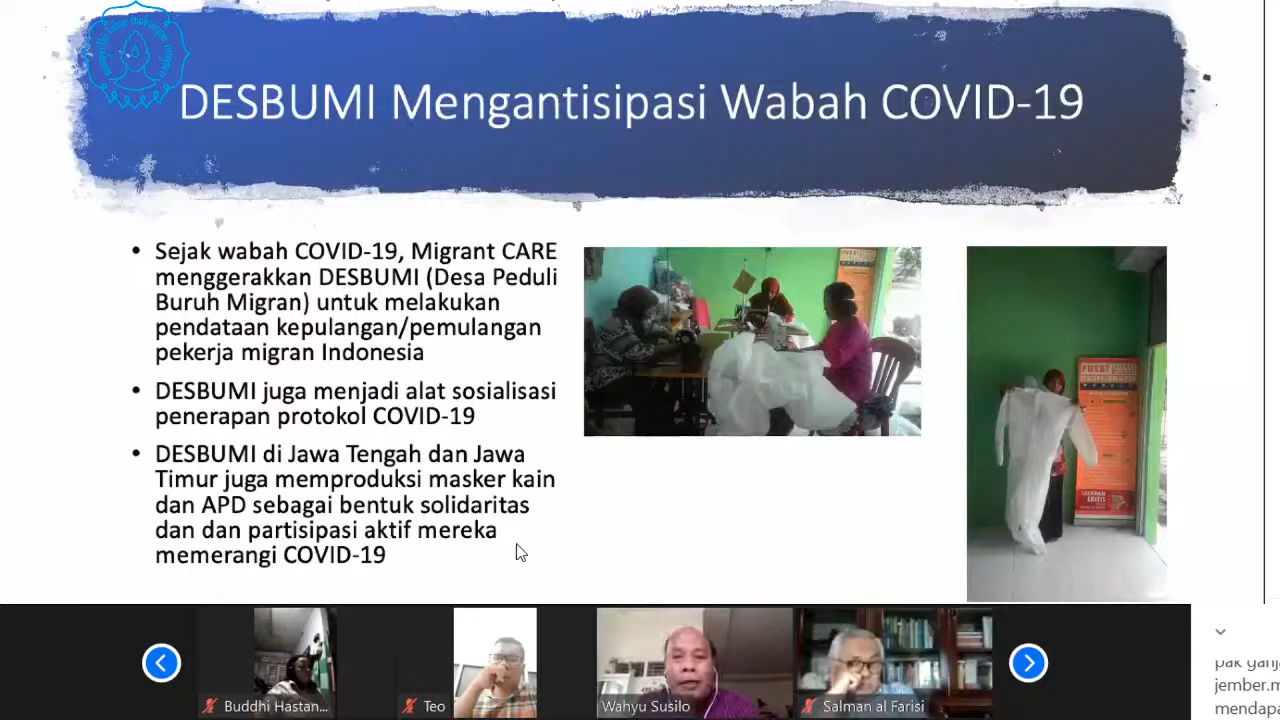 DESBUMI Mengantisipasi Wabah COVID-19
• Sejak wabah COVID-19, Migrant CARE
menggerakkan DESBUMI (Desa Peduli
Buruh Migran) untuk melakukan
pendataan kepulangan/pemulangan
pekerja migran Indonesia
• DESBUMI juga menjadi alat sosialisasi
penerapan protokol COVID-19
• DESBUMI di Jawa Tengah dan Jawa
Timur juga memproduksi masker kain
dan APD sebagai bentuk solidaritas
dan dan partisipasi aktif mereka
memerangi COVID-19
PUSAT
Buddhi Hastan...
Teo
Wahyu Susilo
Salman al Farisi
jember.m
mendapa